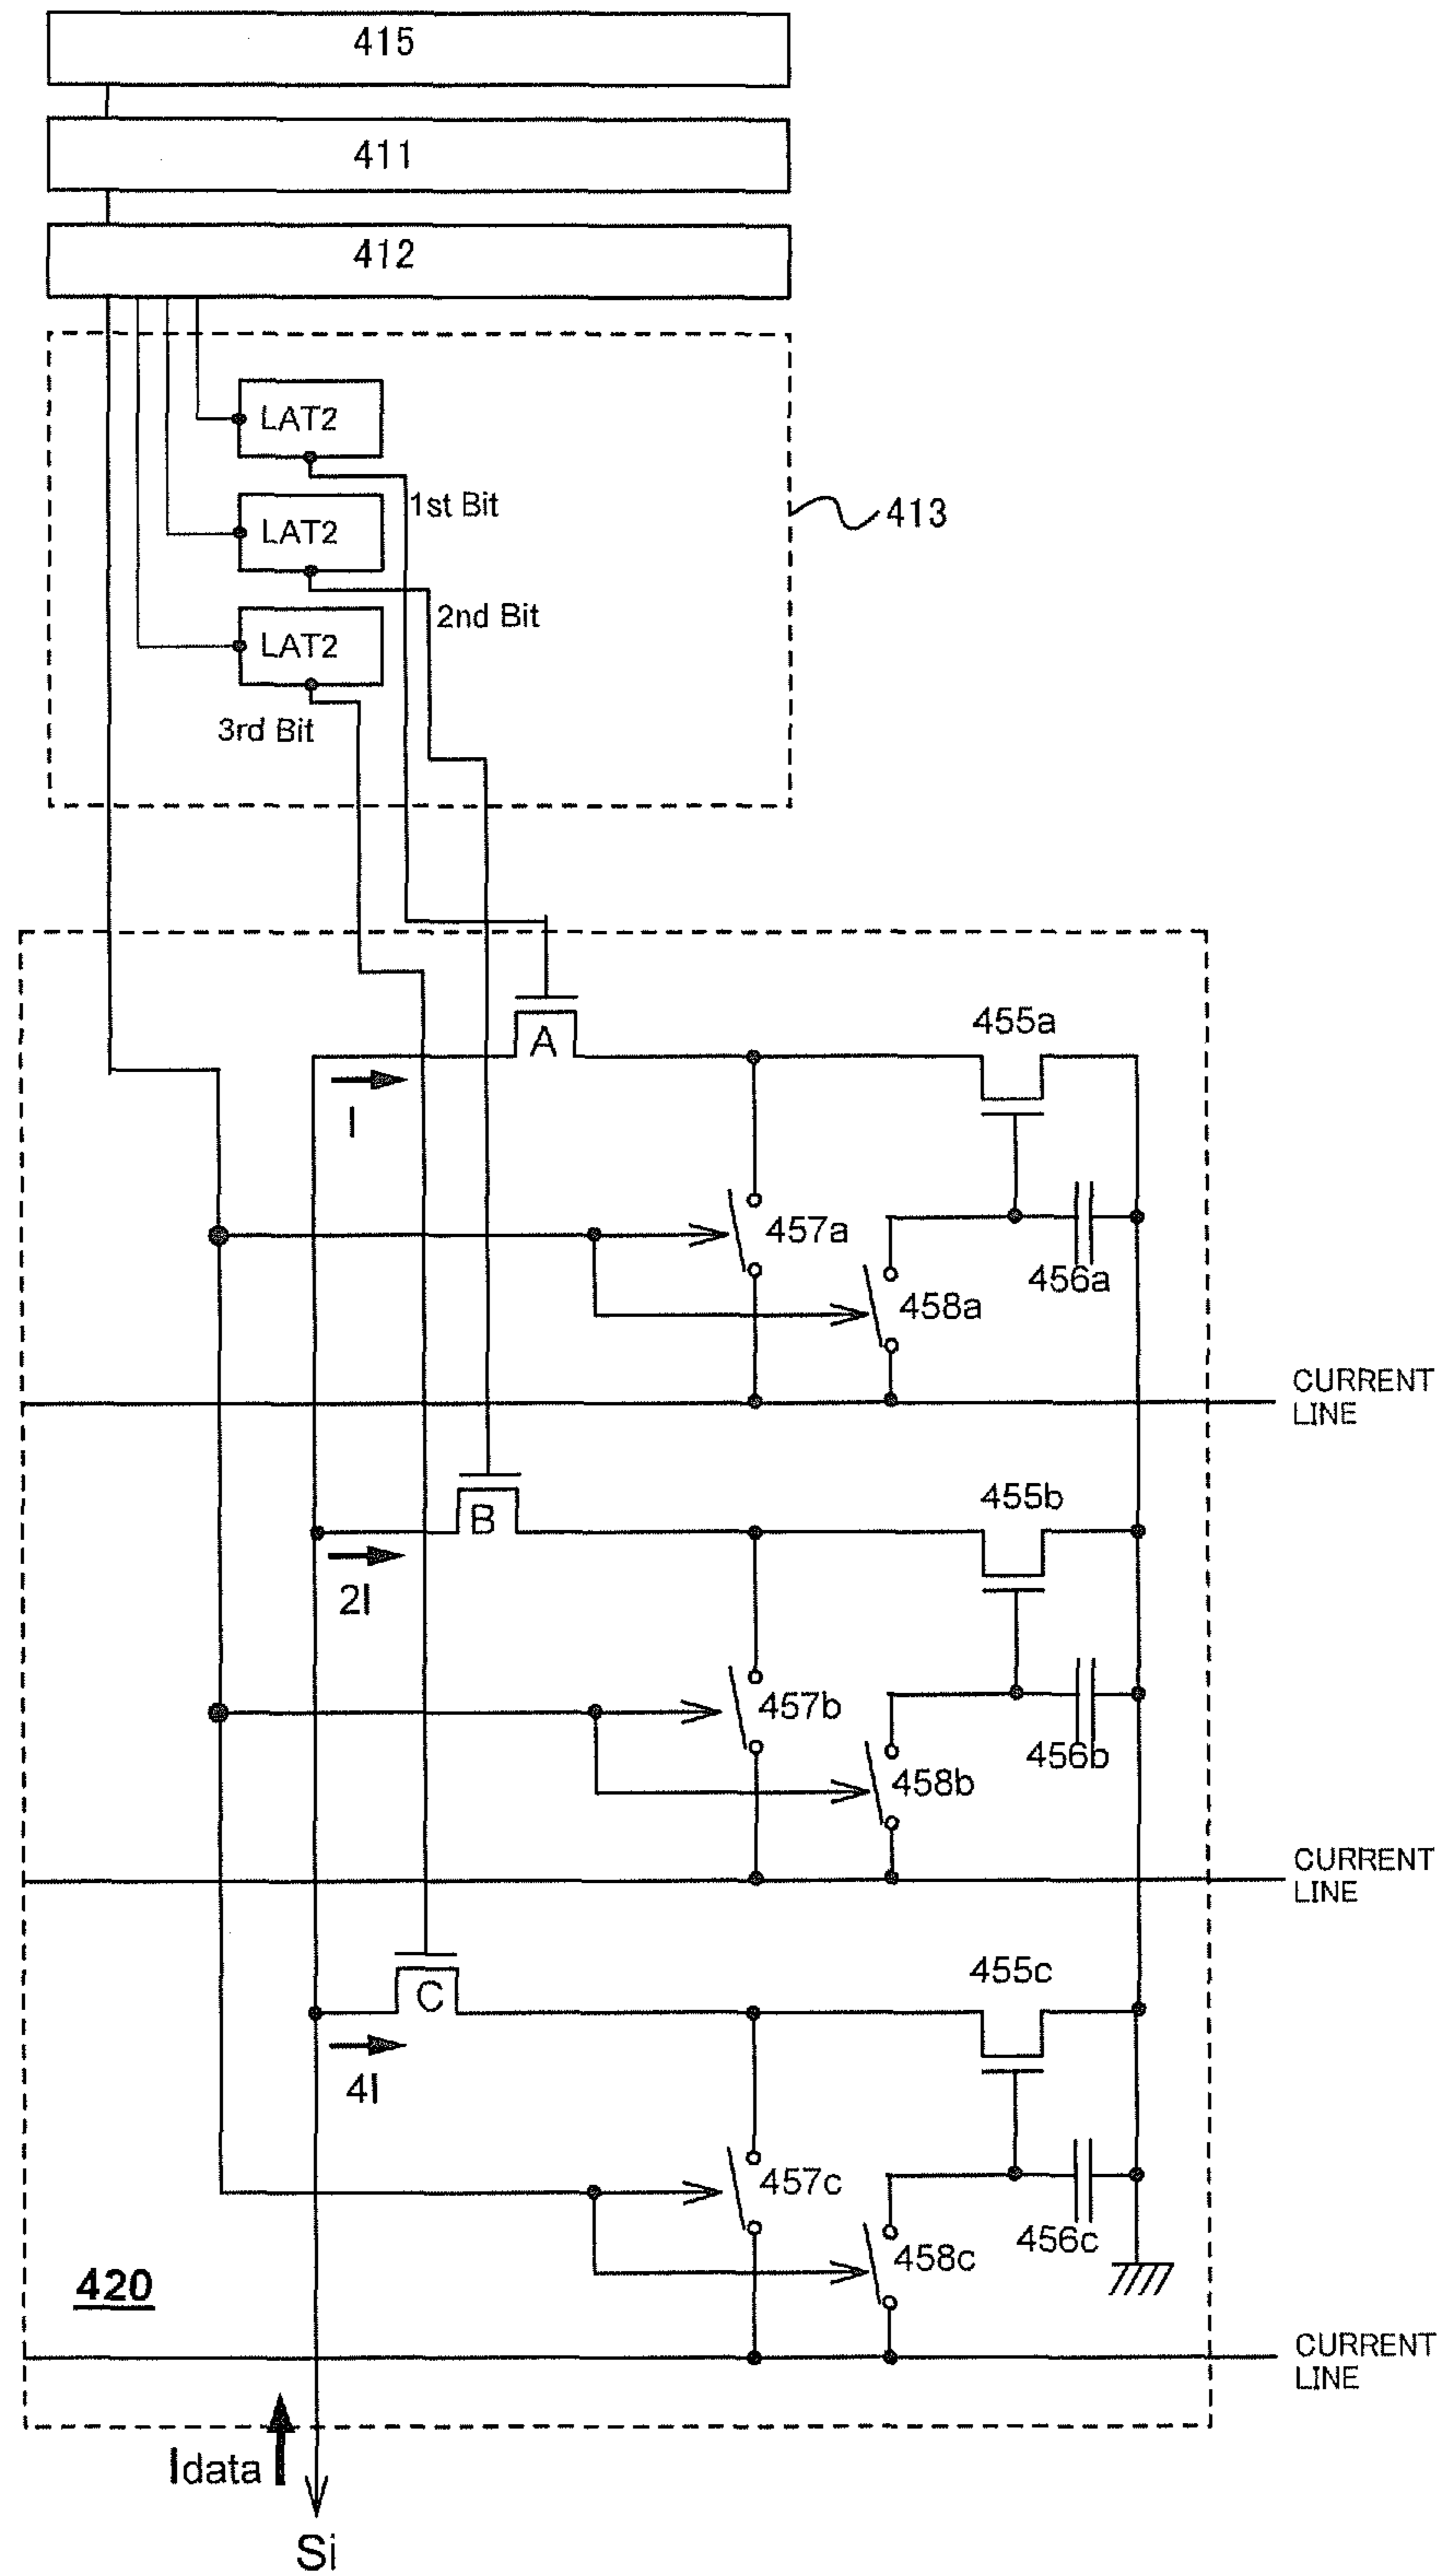 415
411
412
LAT2
1st Bit
LAT2
413
2nd Bit
LAT2
3rd Bit
A
455a
I
457a
456a
458a
CURRENT
LINE
B
455b
2I
457b
456b
458b
CURRENT
LINE
C
455c
4I
457c
456c
458c
420
CURRENT
LINE
Idata
Si